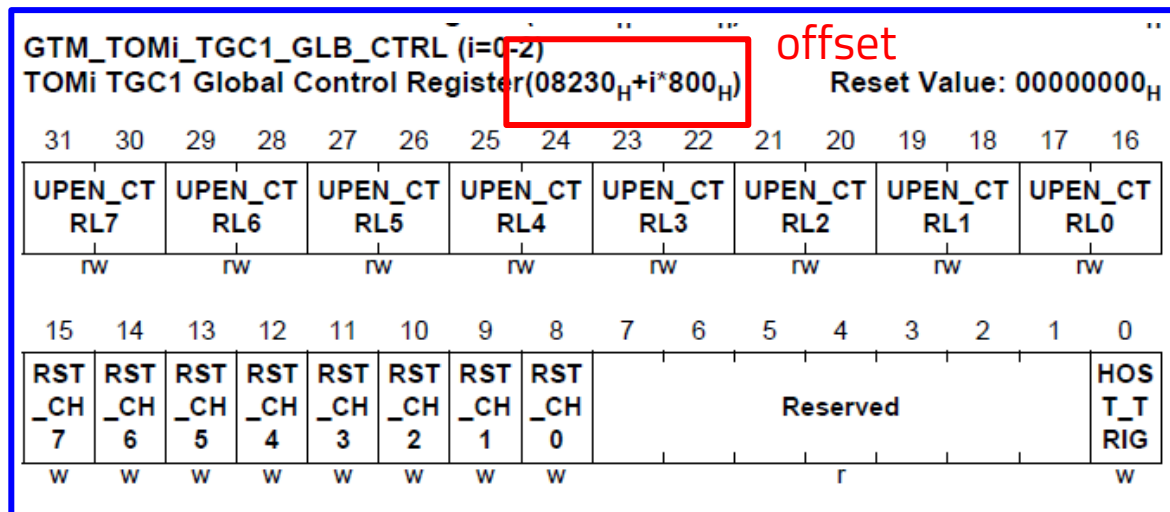 GTM_TOMi_TGC1_GLB_CTRL (i=0-2)
offset
TOMi TGC1 Global Control Register(08230H+i*800H) Reset Value: 00000000H
31 30 29 28 27 26 25 24 23 22 21 20 19 18 17 16
UPEN_CT UPEN_CT UPEN_CT UPEN_CT UPEN_CT UPEN_CT UPEN_CT UPEN_CT
RL7 RL6 RL5 RL4 RL3 RL2 RL1 RL0
rw rw rw rw rw rw rw rw
15 14 13 12 11 10 9 8 7 6 5 4 3 2 1 0
RST RST RST RST RST RST RST RST HOS
_CH _CH _CH _CH _CH _CH _CH _CH Reserved T_T
7 6 5 4 3 2 1 0 RIG
w w w w w w w w r w